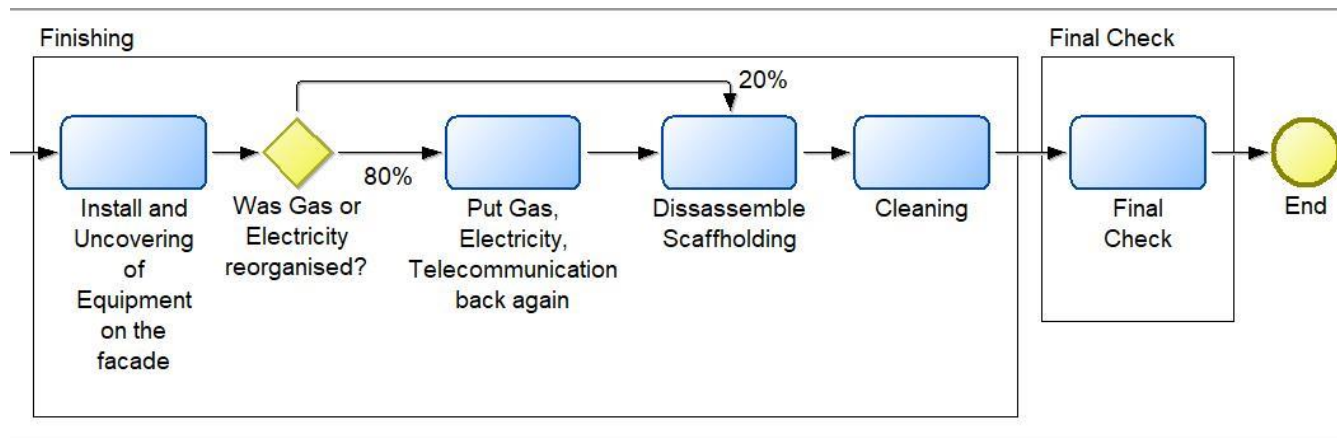 Finishing
Final Check
20%
80%
Install and
Uncovering
of
Equipment
on the
facade
Was Gas or
Electricity
reorganised?
Put Gas,
Electricity,
Telecommunication
back again
Dissassemble
Scaffholding
Cleaning
Final
Check
End